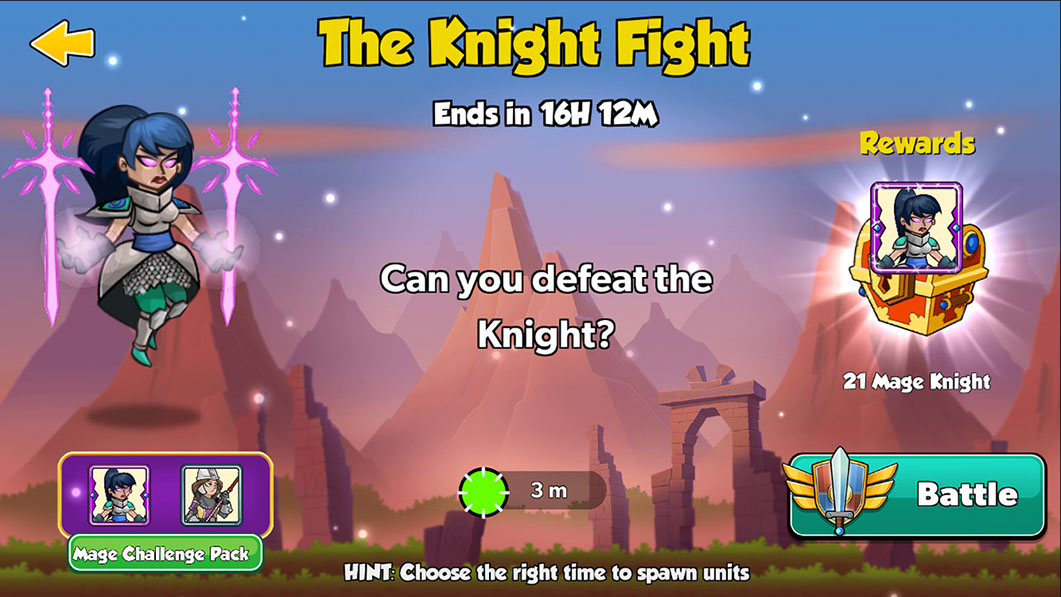 The Knight Fight
Ends in 16H 12M
Rewards
Can you defeat the
Knight?
21 Mage Knight
3 m
Battle
Mage Challenge Pack
HINT: Choose the right time to spawn units